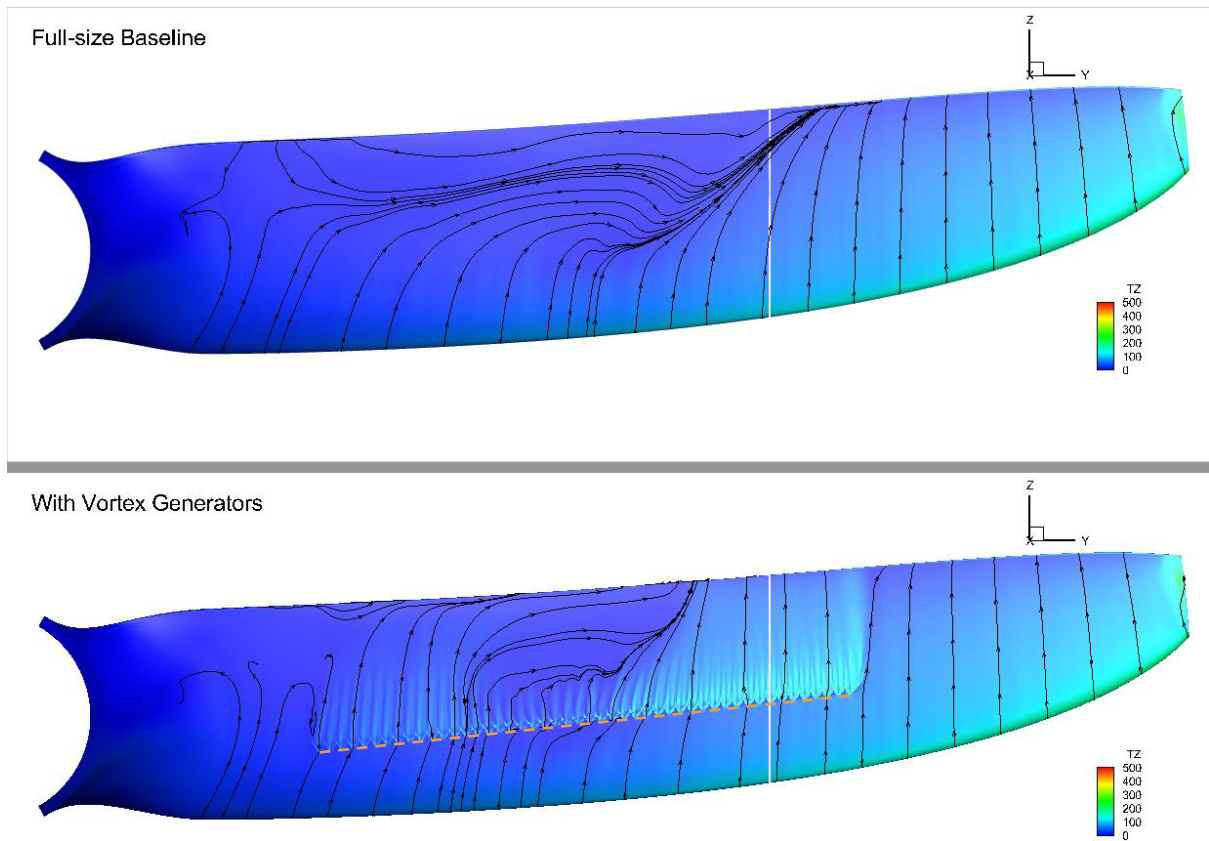 Full-size Baseline
Z
X
Y
TZ
500
400
300
200
100
0
With Vortex Generators
Z
X
Y
TZ
500
400
300
200
100
0